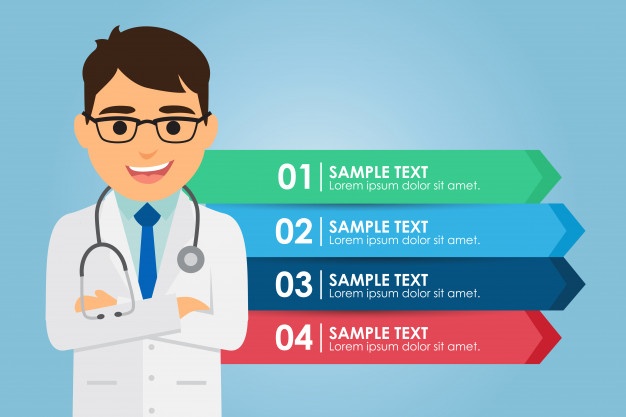 01 SAMPLE TEXT
Lorem ipsum dolor sit amet.
02 SAMPLE TEXT
Lorem ipsum dolor sit amet.
03 SAMPLE TEXT
Lorem ipsum dolor sit amet.
04 SAMPLE TEXT
Lorem ipsum dolor sit amet.